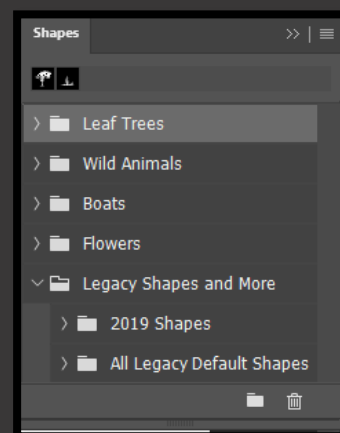 Shapes
Leaf Trees
Wild Animals
Boats
Flowers
Legacy Shapes and More
2019 Shapes
All Legacy Default Shapes